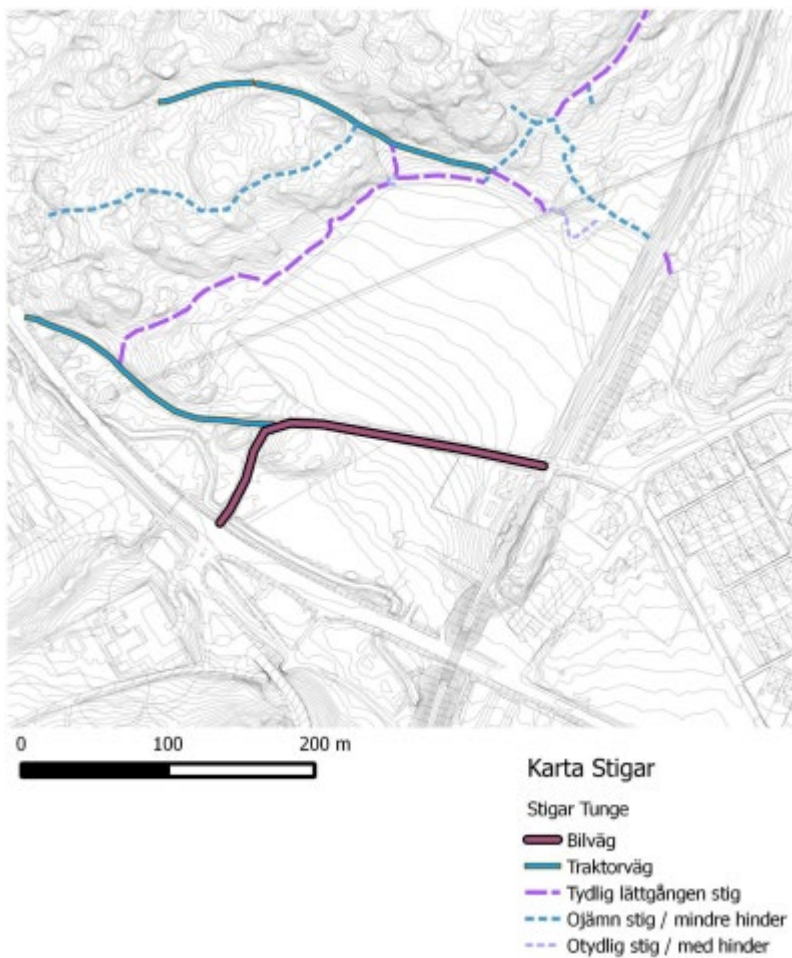 0 100 200 m
Karta Stigar
Stigar Tunge
Bilväg
Traktorväg
Tydlig lättgången stig
Ojämn stig / mindre hinder
Otydlig stig / med hinder